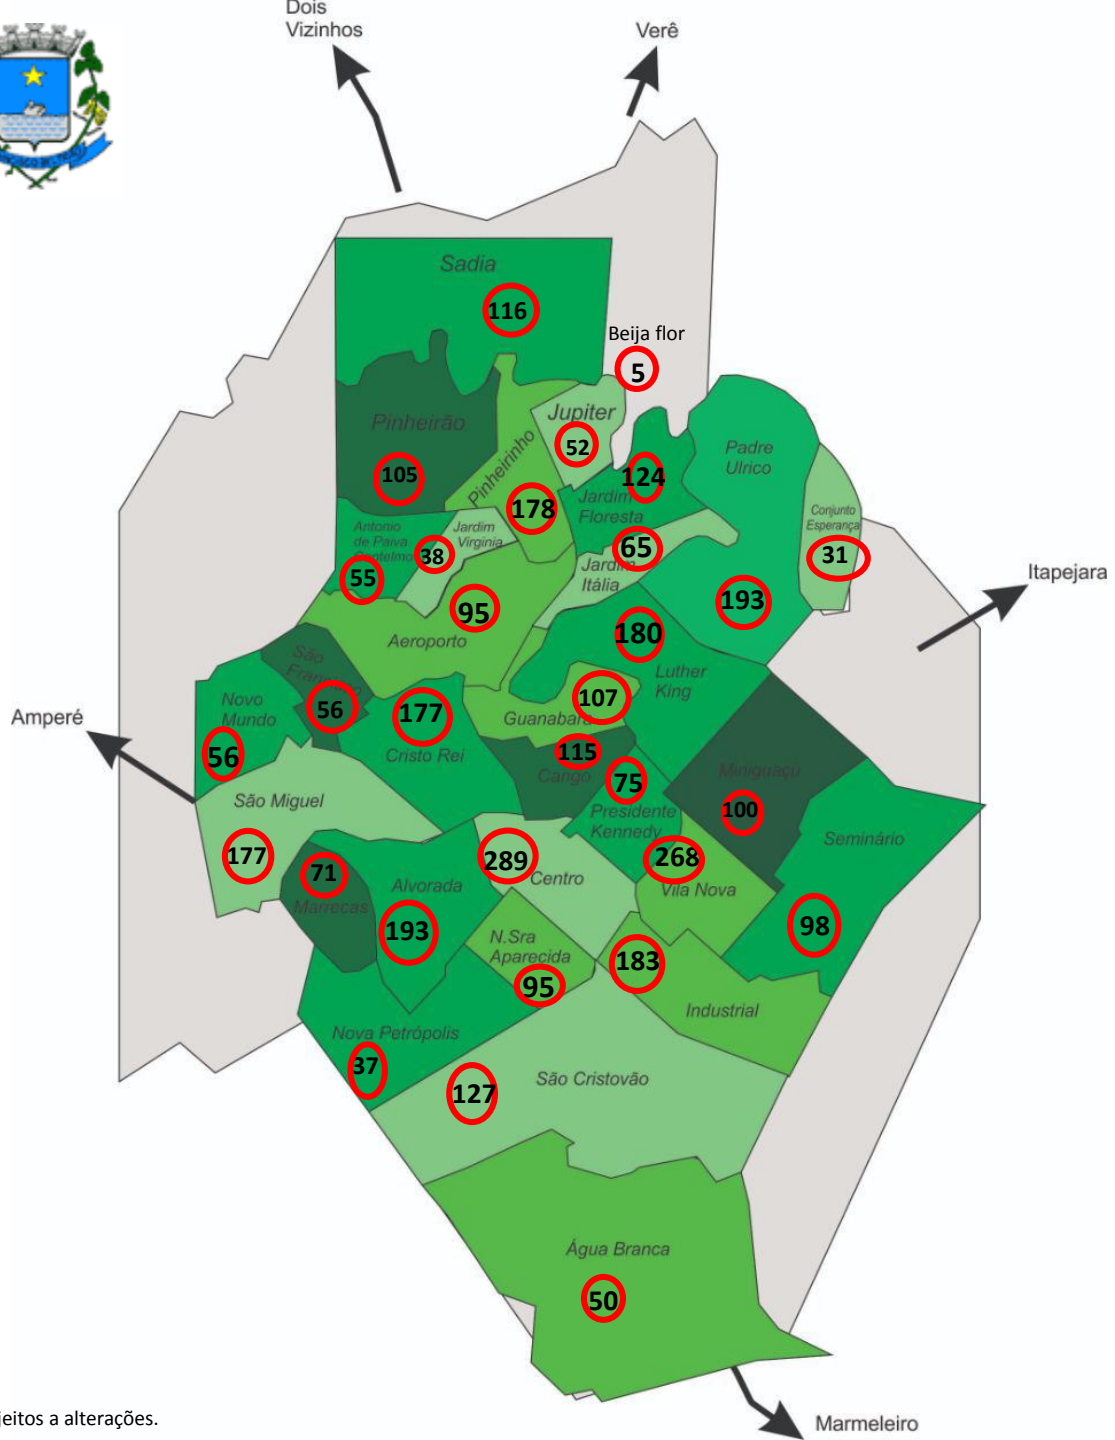 Dois
Vizinhos
Verê
Sadia
116
Beija flor
5
Pinheirão
105
Pinheirinho
178
Jupiter
52
124
Jardim
Floresta
Padre
Ulrico
193
Conjunto
Esperança
31
Antonio
de Paiva
Cantelmo
55
Jardim
Virginia
38
65
Jardim
Itália
Itapejara
95
Aeroporto
180
Luther
King
São
Francisco
56
Novo
Mundo
56
Amperé
177
Cristo Rei
107
Guanabara
115
Cango
75
Presidente
Kennedy
Miniguaçú
100
São Miguel
177
71
Marrecas
Alvorada
193
289
Centro
268
Vila Nova
Seminário
98
N.Sra
Aparecida
95
183
Industrial
Nova Petrópolis
37
127
São Cristovão
Água Branca
50
jeitos a alterações.
Marmeleiro